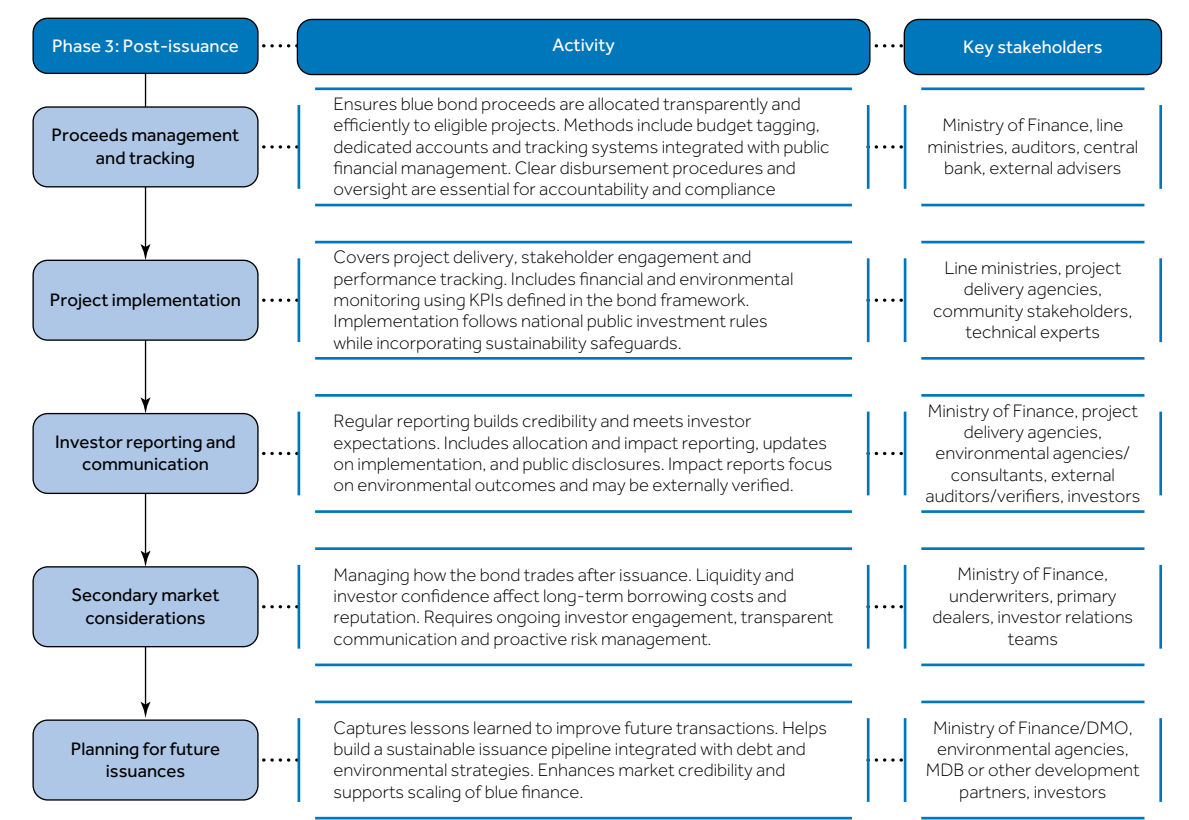 Phase 3: Post-issuance
Activity
Key stakeholders
Proceeds management
and tracking
Ensures blue bond proceeds are allocated transparently and
efficiently to eligible projects. Methods include budget tagging,
dedicated accounts and tracking systems integrated with public
financial management. Clear disbursement procedures and
oversight are essential for accountability and compliance
Ministry of Finance, line
ministries, auditors, central
bank, external advisers
Project implementation
Covers project delivery, stakeholder engagement and
performance tracking. Includes financial and environmental
monitoring using KPIs defined in the bond framework.
Implementation follows national public investment rules
while incorporating sustainability safeguards.
Line ministries, project
delivery agencies,
community stakeholders,
technical experts
Investor reporting and
communication
Regular reporting builds credibility and meets investor
expectations. Includes allocation and impact reporting, updates
on implementation, and public disclosures. Impact reports focus
on environmental outcomes and may be externally verified.
Ministry of Finance, project
delivery agencies,
environmental agencies/
consultants, external
auditors/verifiers, investors
Secondary market
considerations
Managing how the bond trades after issuance. Liquidity and
investor confidence affect long-term borrowing costs and
reputation. Requires ongoing investor engagement, transparent
communication and proactive risk management.
Ministry of Finance,
underwriters, primary
dealers, investor relations
teams
Planning for future
issuances
Captures lessons learned to improve future transactions. Helps
build a sustainable issuance pipeline integrated with debt and
environmental strategies. Enhances market credibility and
supports scaling of blue finance.
Ministry of Finance/DMO,
environmental agencies,
MDB or other development
partners, investors